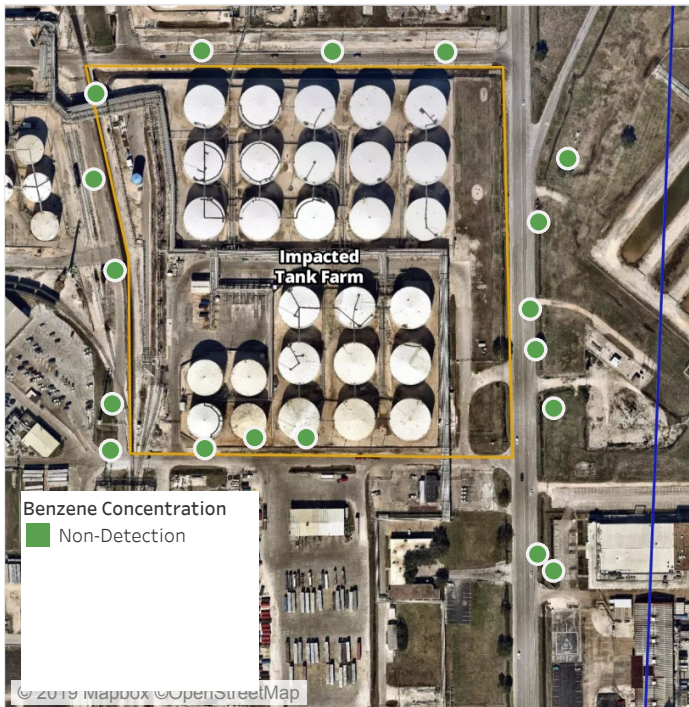 Impacted
Tank Farm
Benzene Concentration
Non-Detection
© 2019 Mapbox ©OpenStreetMap